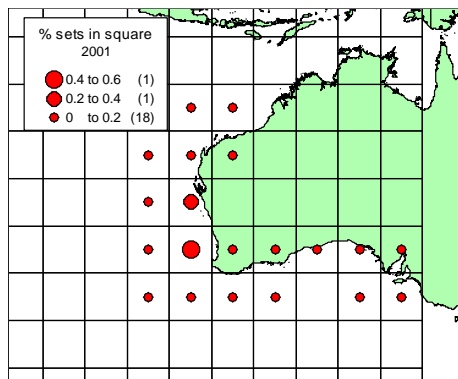 % sets in square
2001
0.4 to 0.6 (1)
0.2 to 0.4 (1)
0 to 0.2 (18)